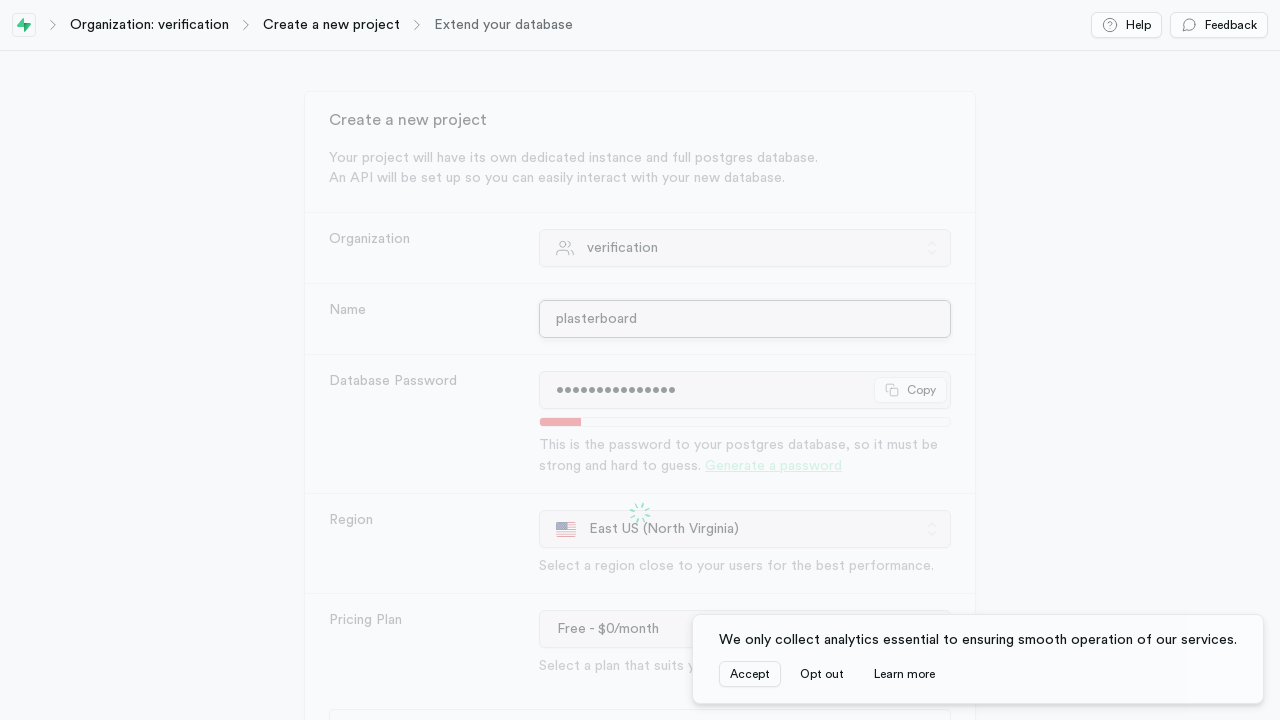 Organization: verification Create a new project Extend your database Help Feedback
Create a new project
Your project will have its own dedicated instance and full postgres database.
An API will be set up so you can easily interact with your new database.
Organization verification
Name plasterboard
Database Password ●●●●●●●●●●●●●●● Copy
This is the password to your postgres database, so it must be
strong and hard to guess. Generate a password
Region East US (North Virginia)
Select a region close to your users for the best performance.
Pricing Plan Free - $0/month
Select a plan that suits
We only collect analytics essential to ensuring smooth operation of our services.
Accept Opt out Learn more